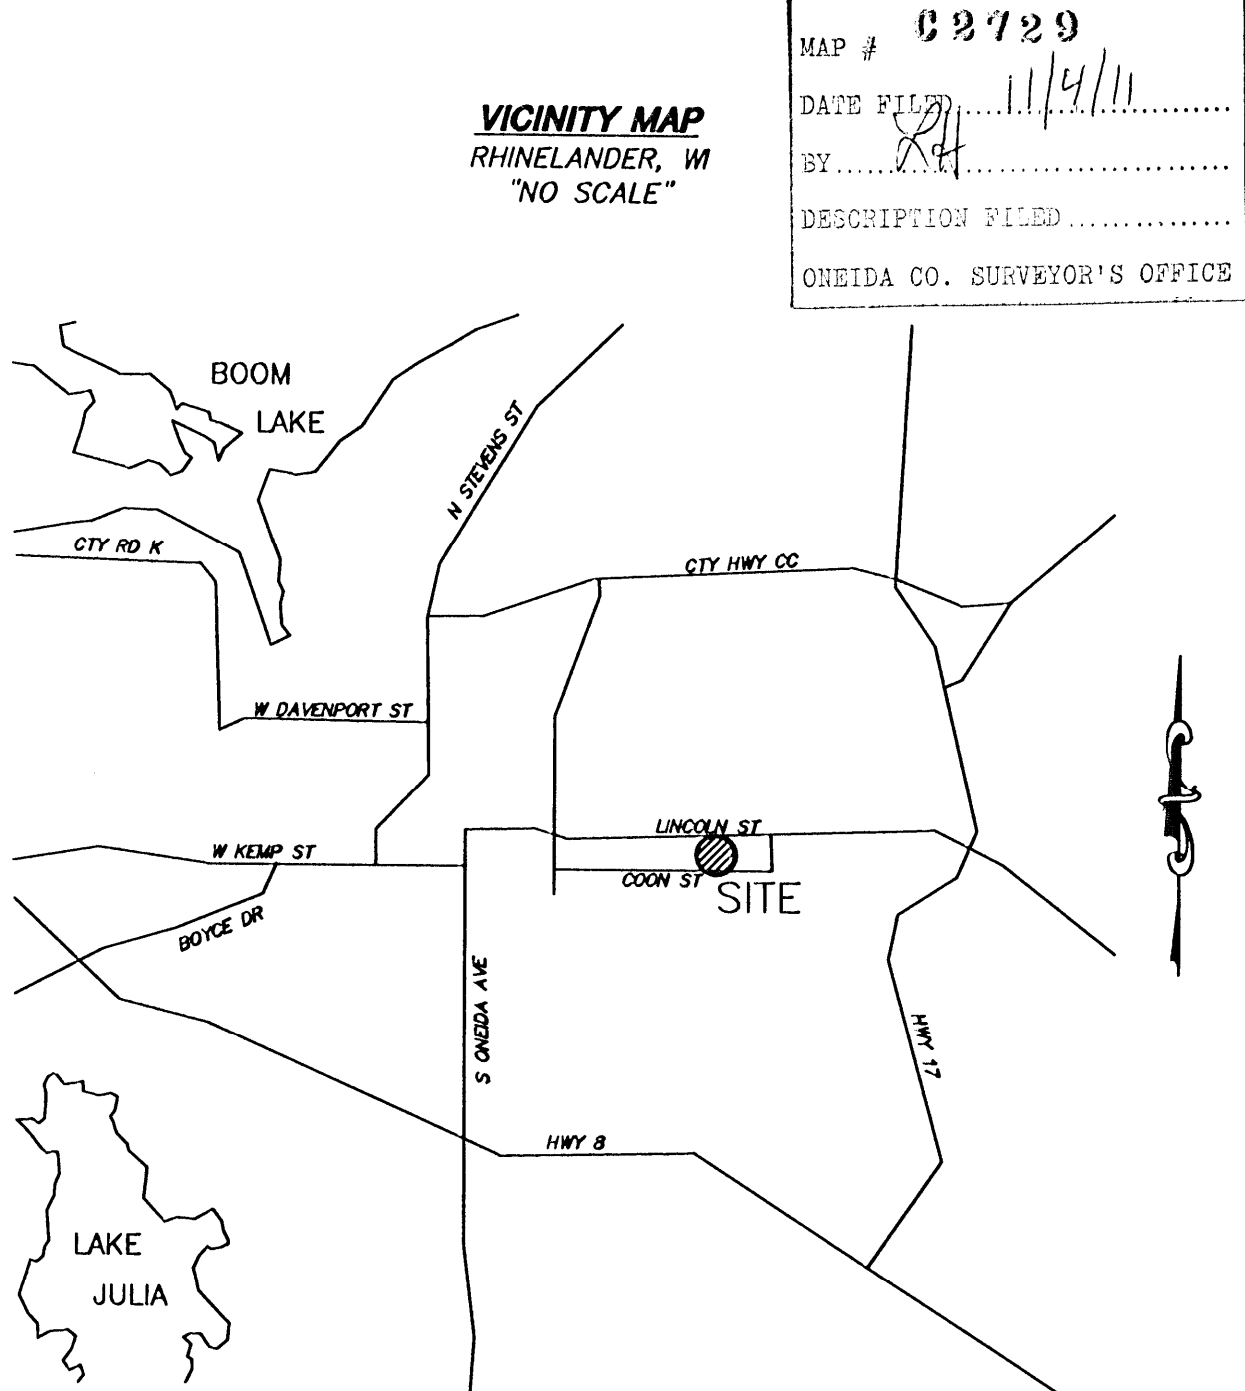 MAP # C2729
DATE FILED 11/4/11
BY
DESCRIPTION FILED
ONEIDA CO. SURVEYOR'S OFFICE
VICINITY MAP
RHINELANDER, WI
"NO SCALE"
BOOM
LAKE
N STEVENS ST
CTY RD K
CTY HWY CC
W DAVENPORT ST
LINCOLN ST
W KEMP ST
COON ST
SITE
BOYCE DR
S ONEIDA AVE
HWY 17
HWY 8
LAKE
JULIA